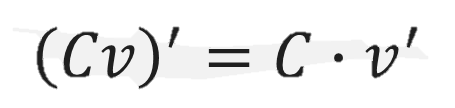 (Cv)′ = C · v′